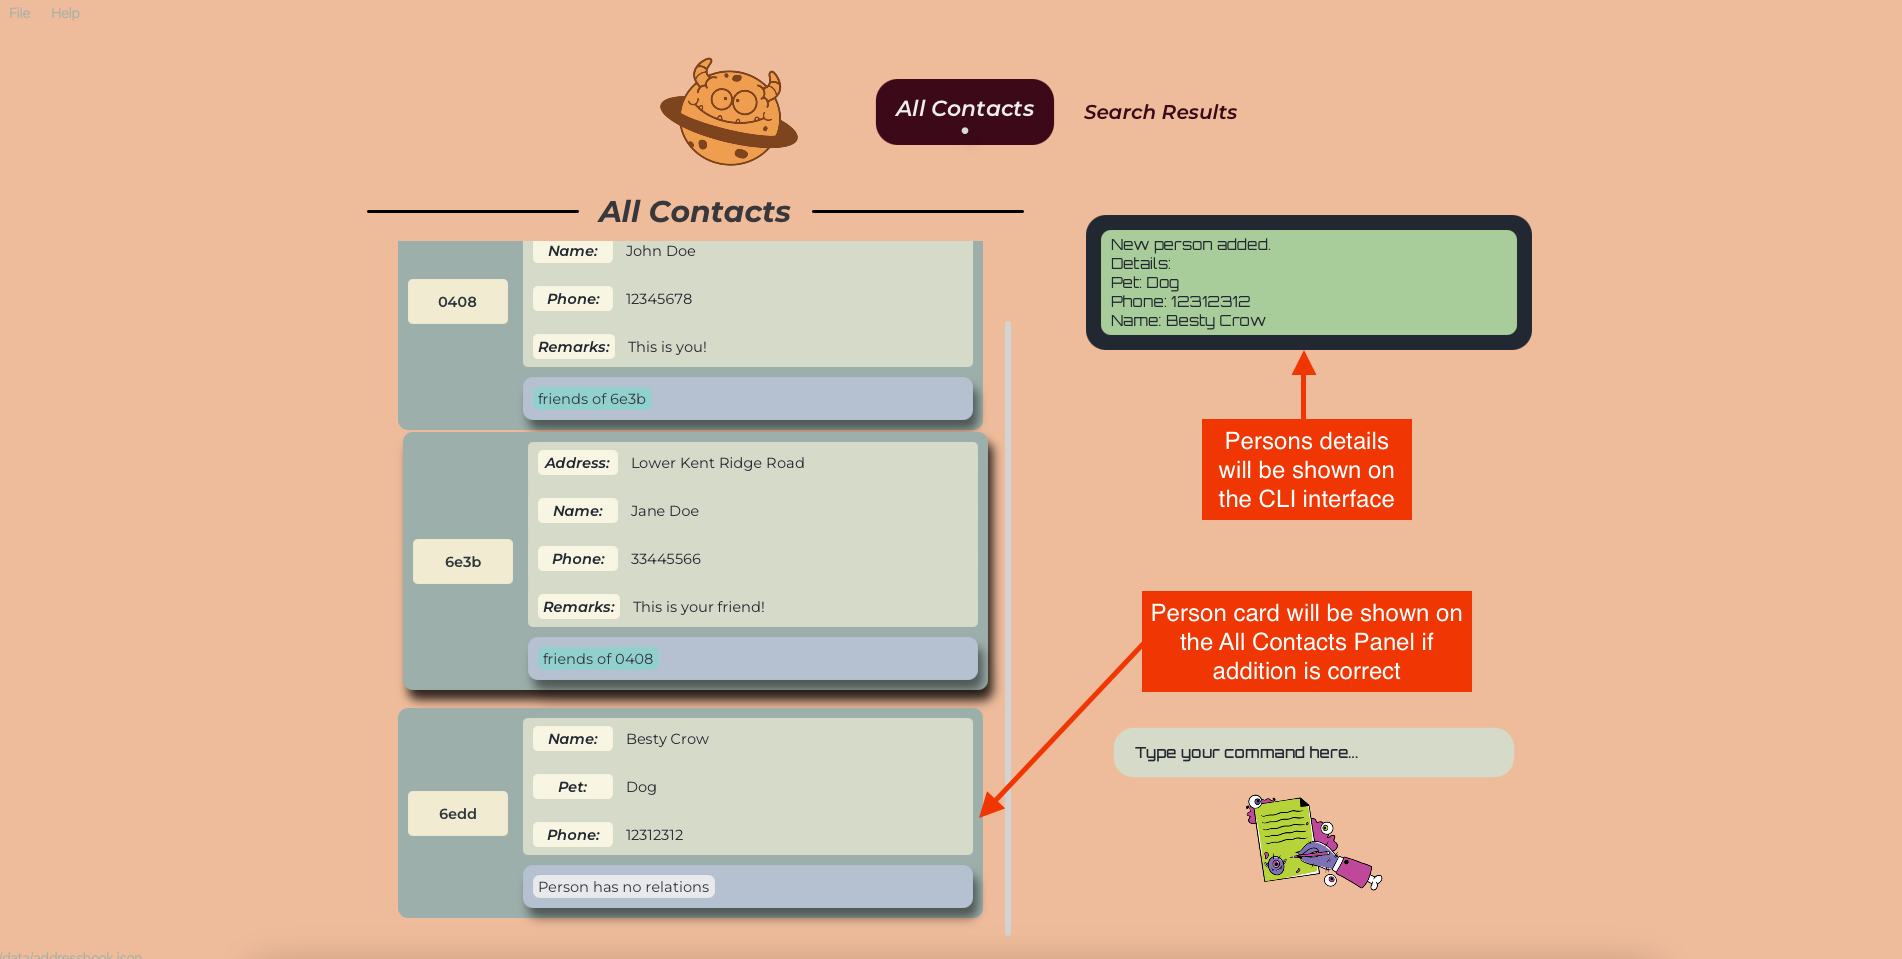 File Help
All Contacts
Search Results
All Contacts
0408
Name: John Doe
Phone: 12345678
Remarks: This is you!
friends of 6e3b
6e3b
Address: Lower Kent Ridge Road
Name: Jane Doe
Phone: 33445566
Remarks: This is your friend!
friends of 0408
6edd
Name: Besty Crow
Pet: Dog
Phone: 12312312
Person has no relations
New person added.
Details:
Pet: Dog
Phone: 12312312
Name: Besty Crow
Persons details
will be shown on
the CLI interface
Person card will be shown on
the All Contacts Panel if
addition is correct
Type your command here...
/data/addressbook.json